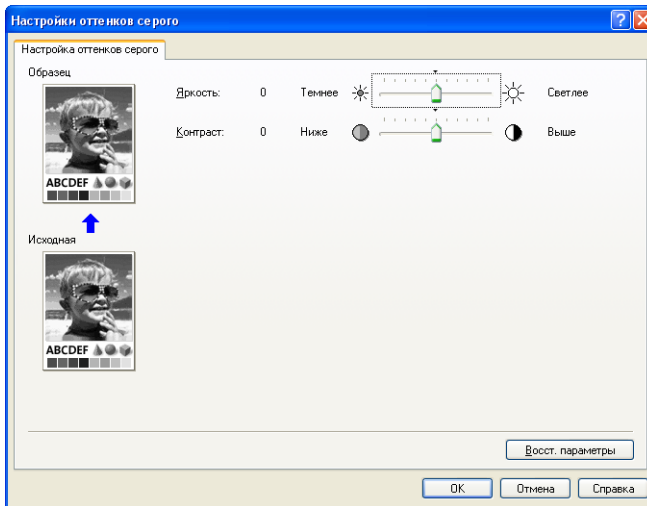 Настройки оттенков серого
Настройка оттенков серого
Образец
Яркость: 0 Темнее Светлее
Контраст: 0 Ниже Выше
ABCDEF
Исходная
ABCDEF
Восст. параметры
OK Отмена Справка